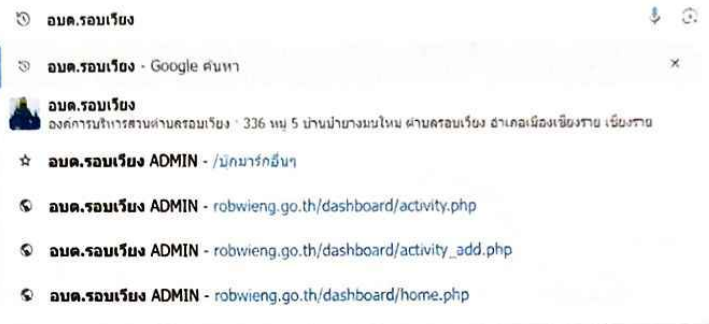 อบต.รอบเวียง
อบต.รอบเวียง - Google ค้นหา
อบต.รอบเวียง
องค์การบริหารส่วนตำบลรอบเวียง · 336 หมู่ 5 บ้านป่ายางมนใหม่ ตำบลรอบเวียง อำเภอเมืองเชียงราย เชียงราย
อบต.รอบเวียง ADMIN - /บุ๊กมาร์กอื่นๆ
อบต.รอบเวียง ADMIN - robwieng.go.th/dashboard/activity.php
อบต.รอบเวียง ADMIN - robwieng.go.th/dashboard/activity_add.php
อบต.รอบเวียง ADMIN - robwieng.go.th/dashboard/home.php